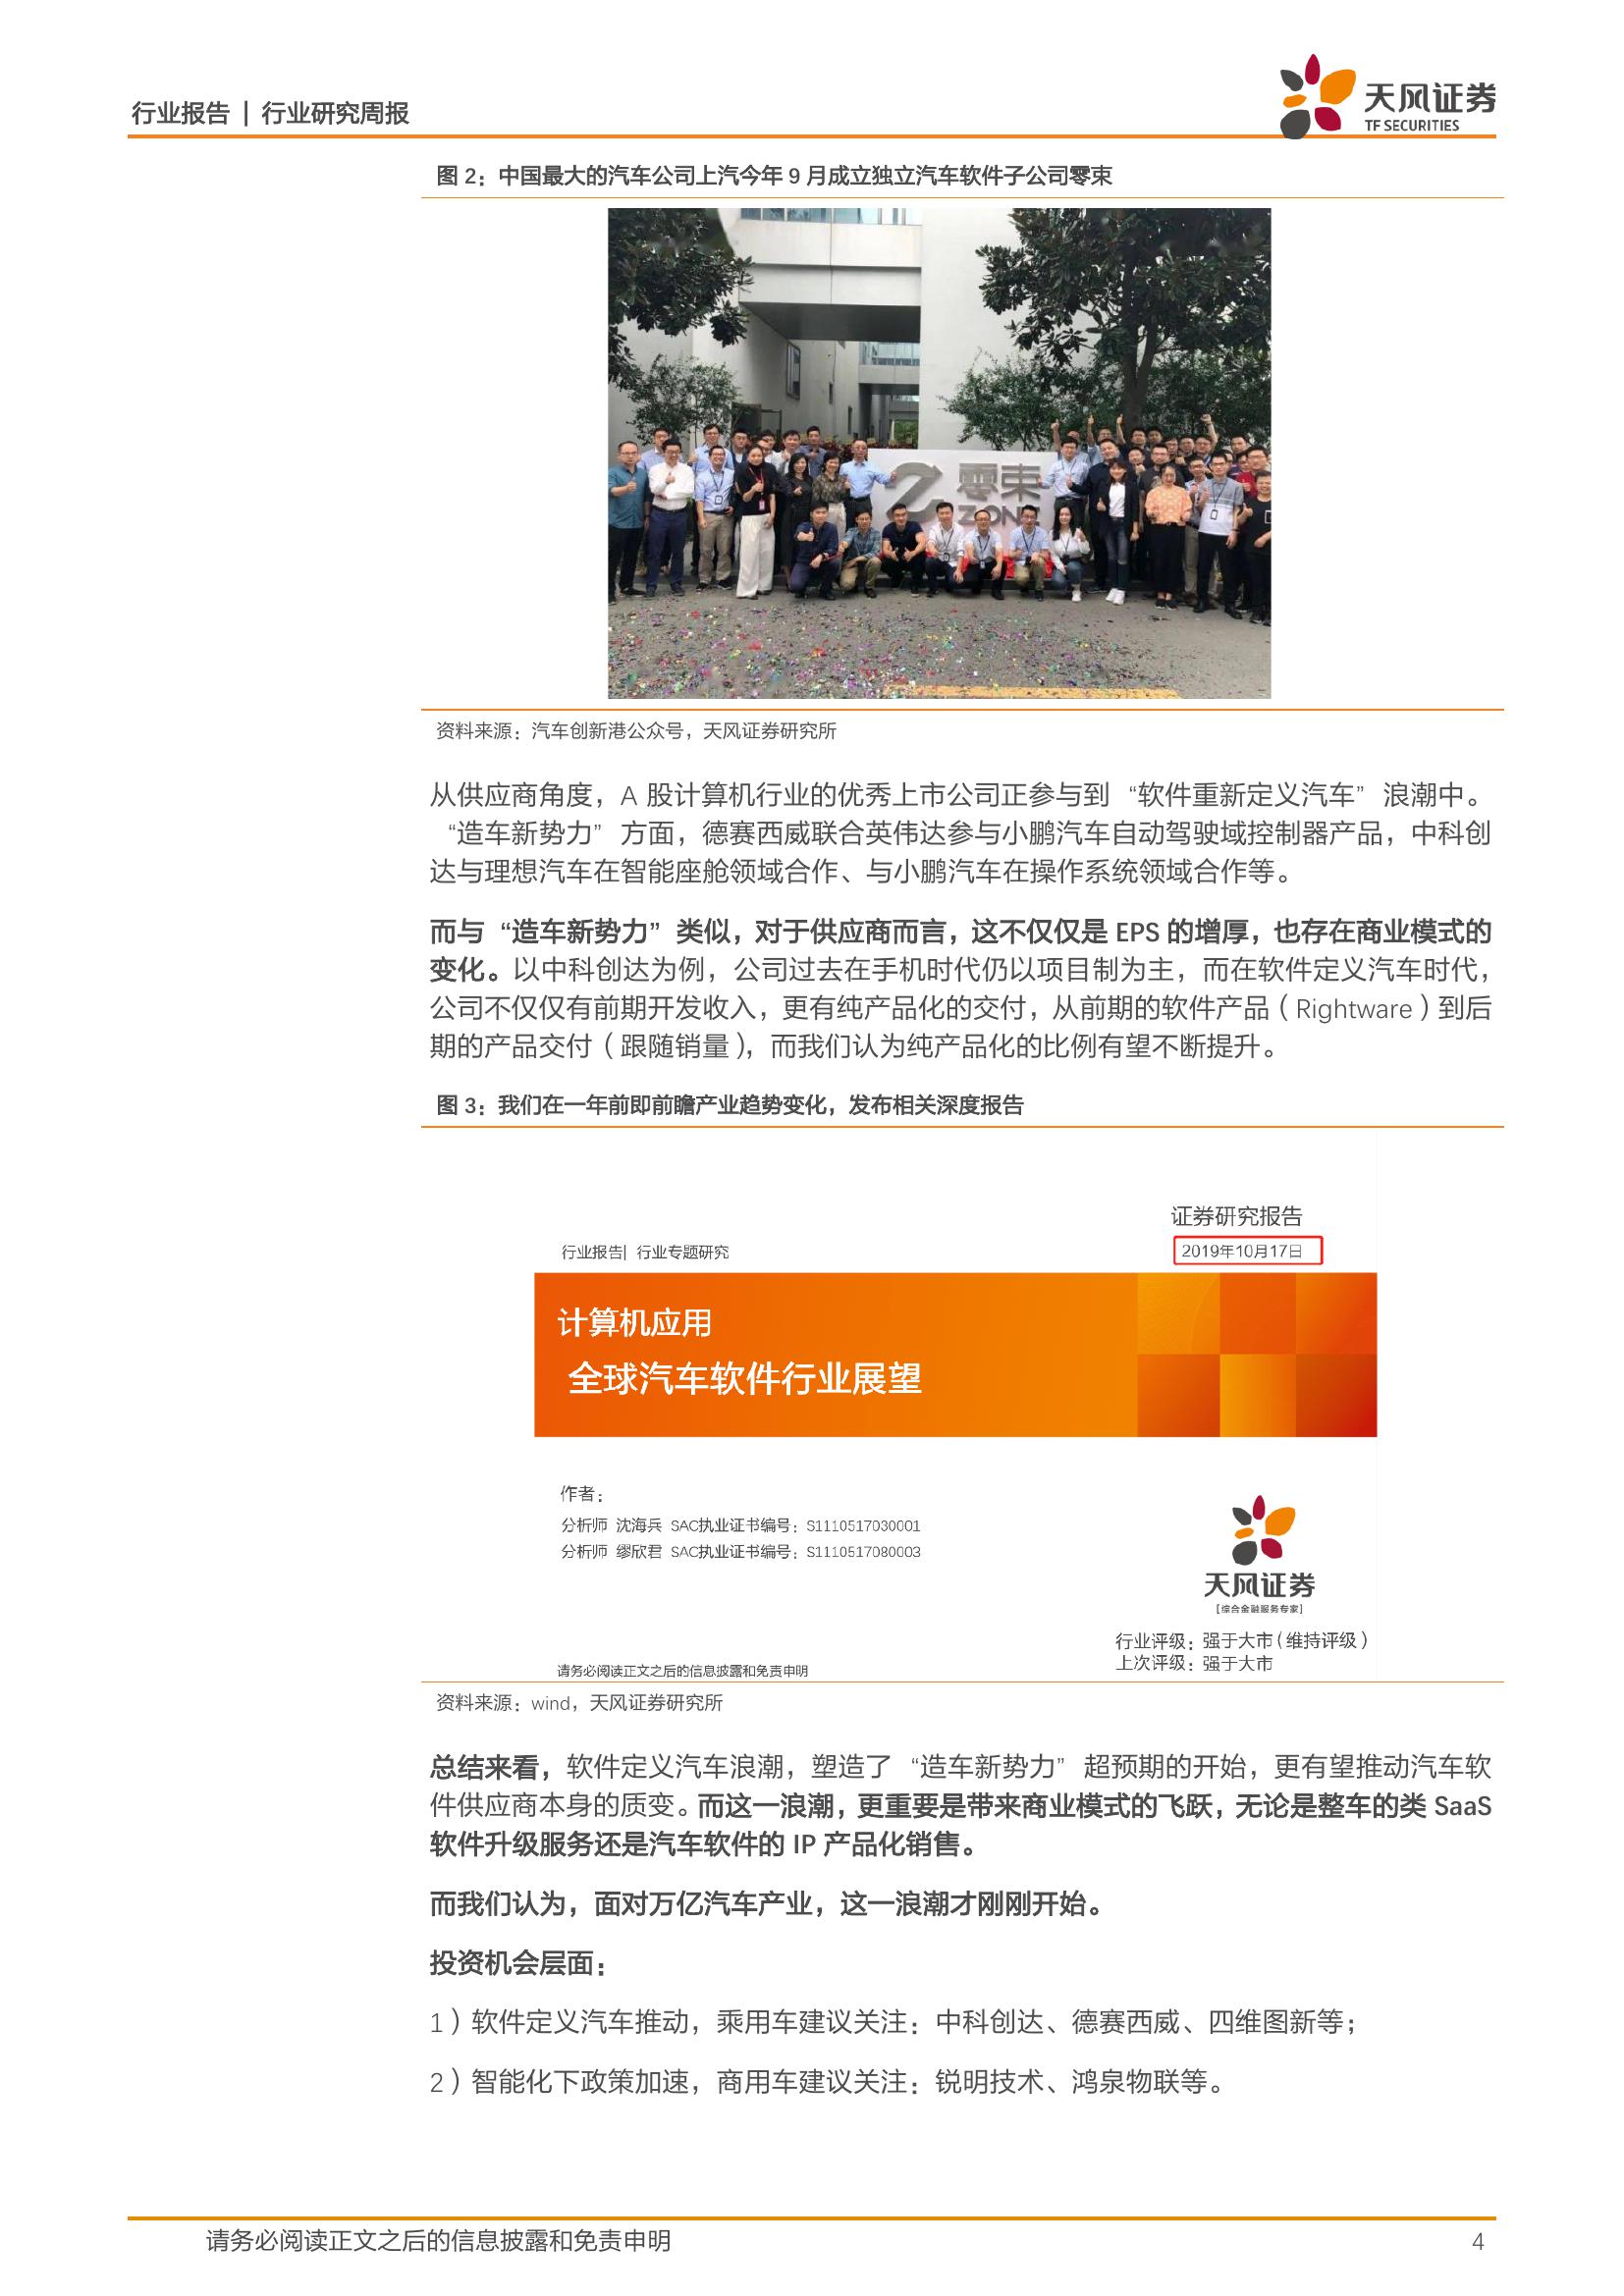 行业报告 | 行业研究周报
天风证券
TF SECURITIES
图 2：中国最大的汽车公司上汽今年 9 月成立独立汽车软件子公司零束
零束
Z-ONE
资料来源：汽车创新港公众号，天风证券研究所
从供应商角度，A 股计算机行业的优秀上市公司正参与到“软件重新定义汽车”浪潮中。
“造车新势力”方面，德赛西威联合英伟达参与小鹏汽车自动驾驶域控制器产品，中科创
达与理想汽车在智能座舱领域合作、与小鹏汽车在操作系统领域合作等。
而与“造车新势力”类似，对于供应商而言，这不仅仅是 EPS 的增厚，也存在商业模式的
变化。以中科创达为例，公司过去在手机时代仍以项目制为主，而在软件定义汽车时代，
公司不仅仅有前期开发收入，更有纯产品化的交付，从前期的软件产品（Rightware）到后
期的产品交付（跟随销量），而我们认为纯产品化的比例有望不断提升。
图 3：我们在一年前即前瞻产业趋势变化，发布相关深度报告
证券研究报告
行业报告| 行业专题研究
2019年10月17日
计算机应用
全球汽车软件行业展望
作者：
分析师 沈海兵 SAC执业证书编号：S1110517030001
分析师 缪欣君 SAC执业证书编号：S1110517080003
天风证券
[综合金融服务专家]
行业评级：强于大市（维持评级）
上次评级：强于大市
请务必阅读正文之后的信息披露和免责申明
资料来源：wind，天风证券研究所
总结来看，软件定义汽车浪潮，塑造了“造车新势力”超预期的开始，更有望推动汽车软
件供应商本身的质变。而这一浪潮，更重要是带来商业模式的飞跃，无论是整车的类 SaaS
软件升级服务还是汽车软件的 IP 产品化销售。
而我们认为，面对万亿汽车产业，这一浪潮才刚刚开始。
投资机会层面：
1）软件定义汽车推动，乘用车建议关注：中科创达、德赛西威、四维图新等；
2）智能化下政策加速，商用车建议关注：锐明技术、鸿泉物联等。
请务必阅读正文之后的信息披露和免责申明
4